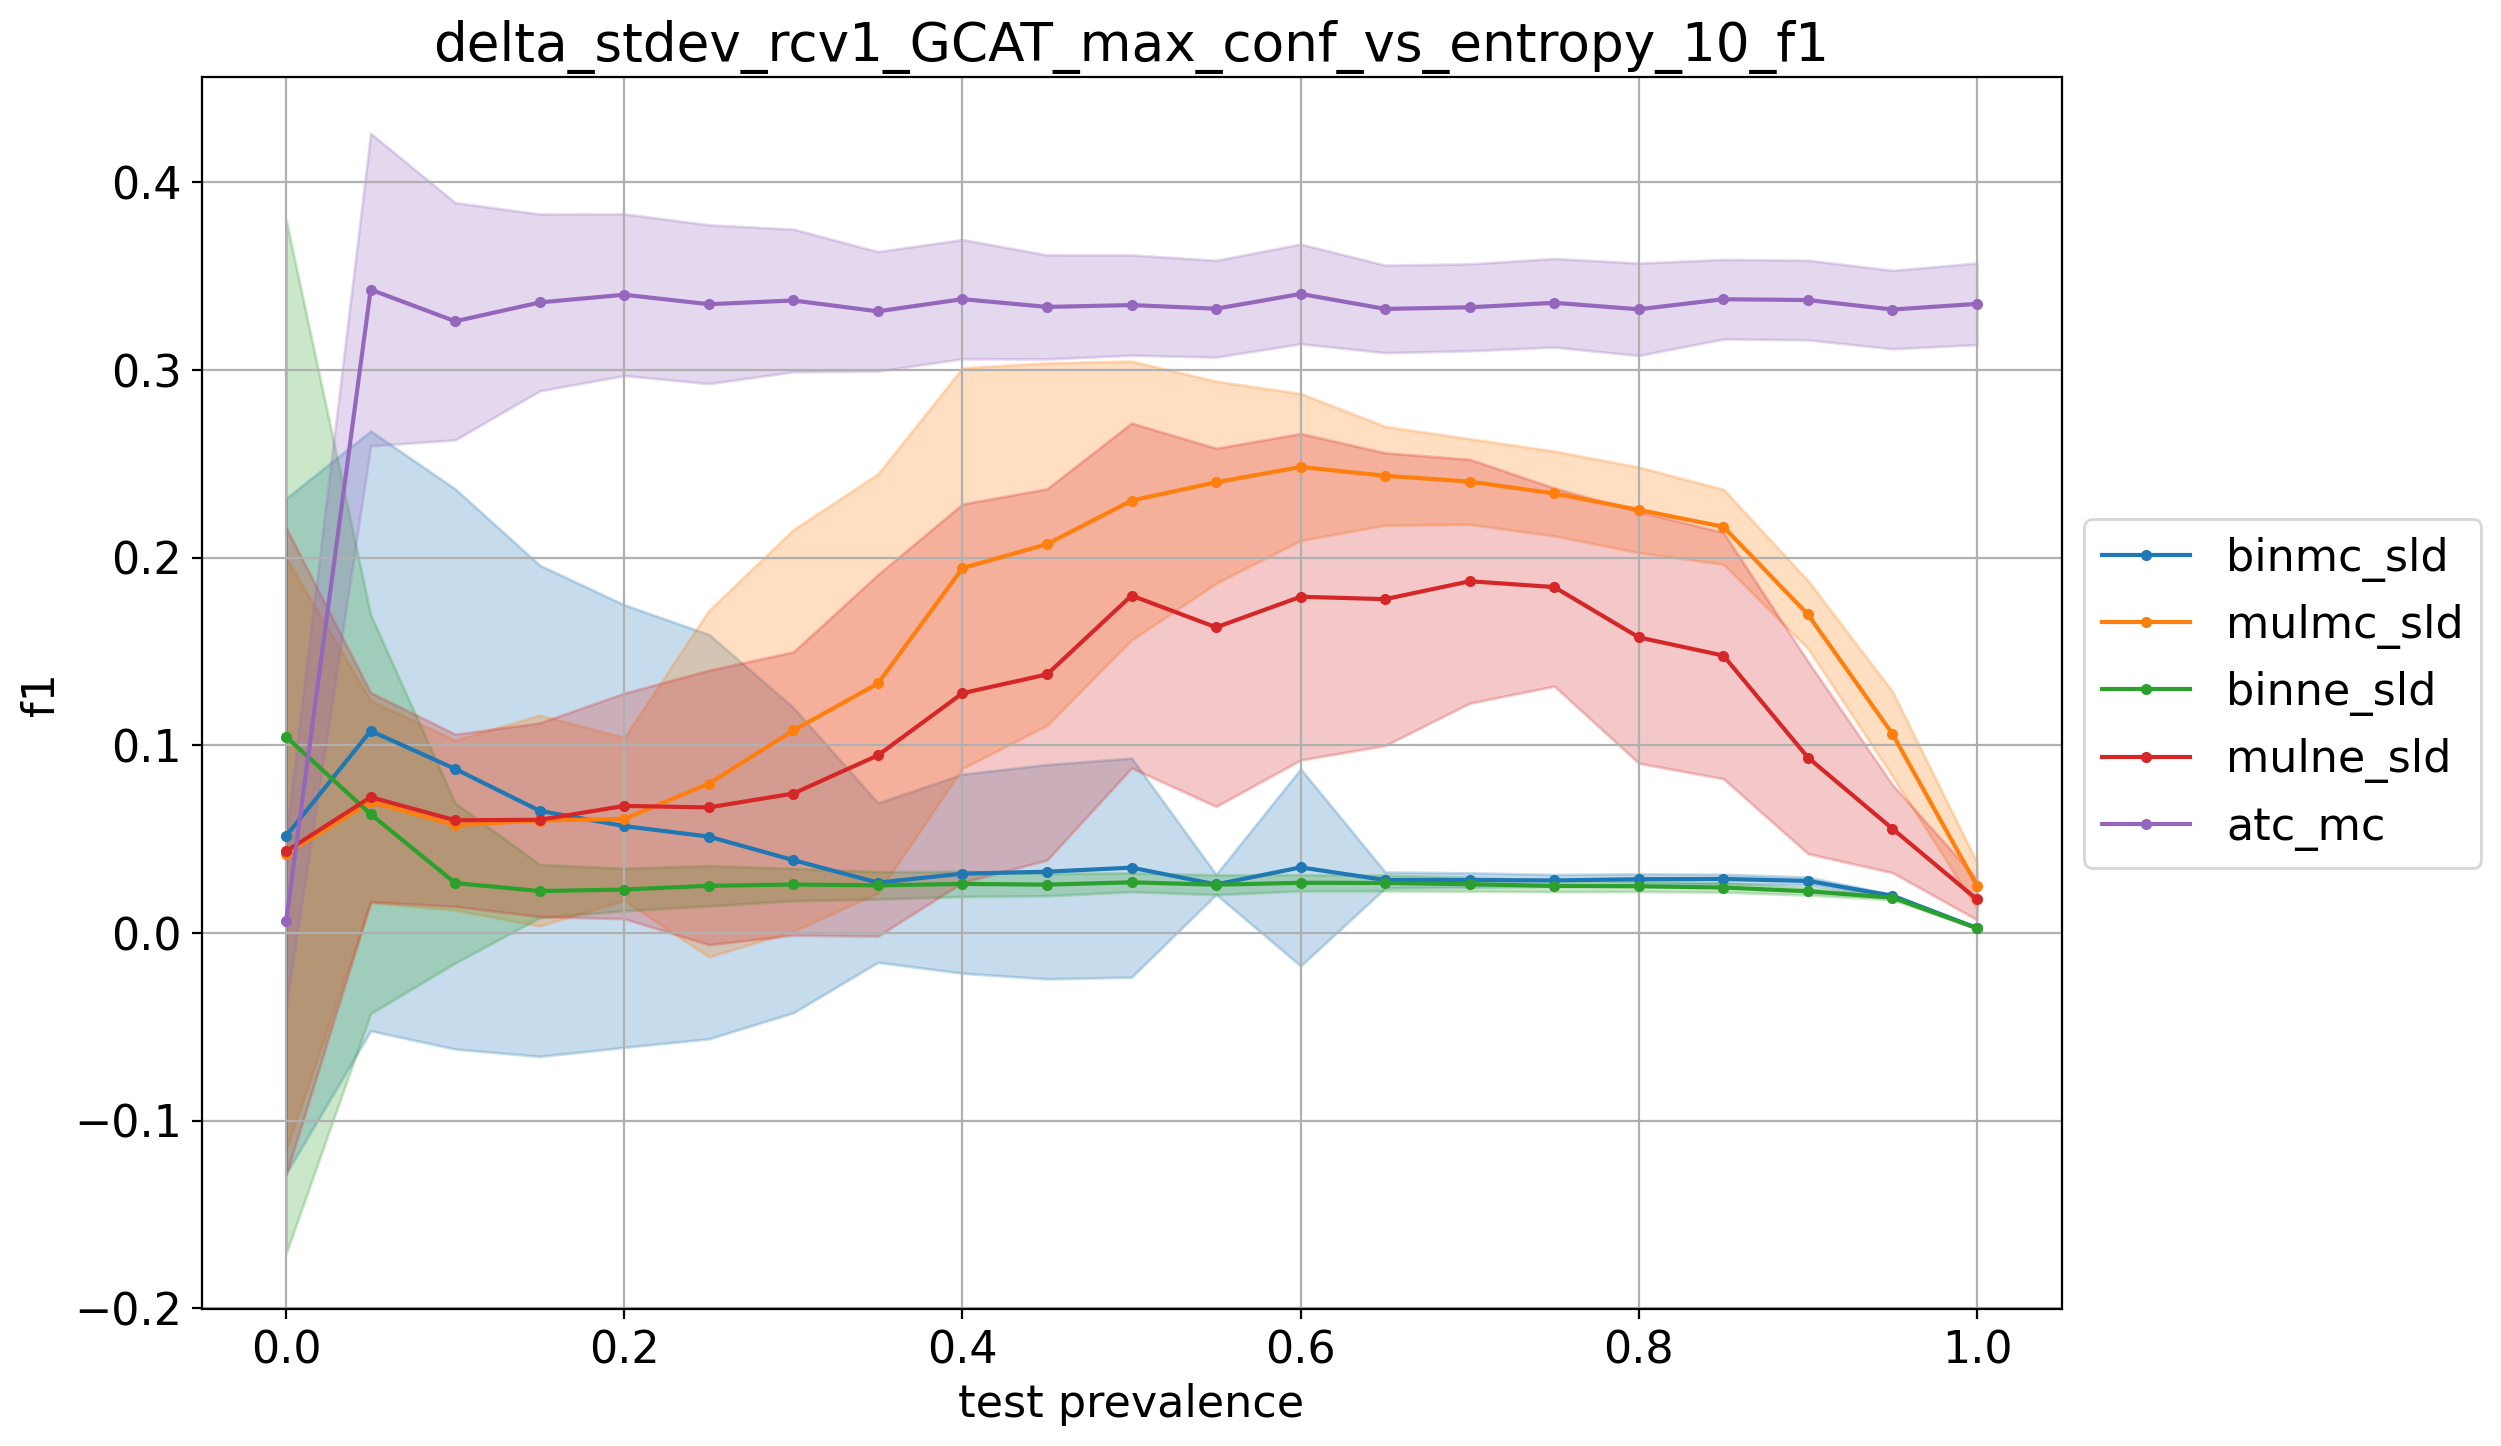 delta_stdev_rcv1_GCAT_max_conf_vs_entropy_10_f1
0.4
0.3
0.2
0.1
0.0
−0.1
−0.2
f1
0.0 0.2 0.4 0.6 0.8 1.0
test prevalence
binmc_sld
mulmc_sld
binne_sld
mulne_sld
atc_mc